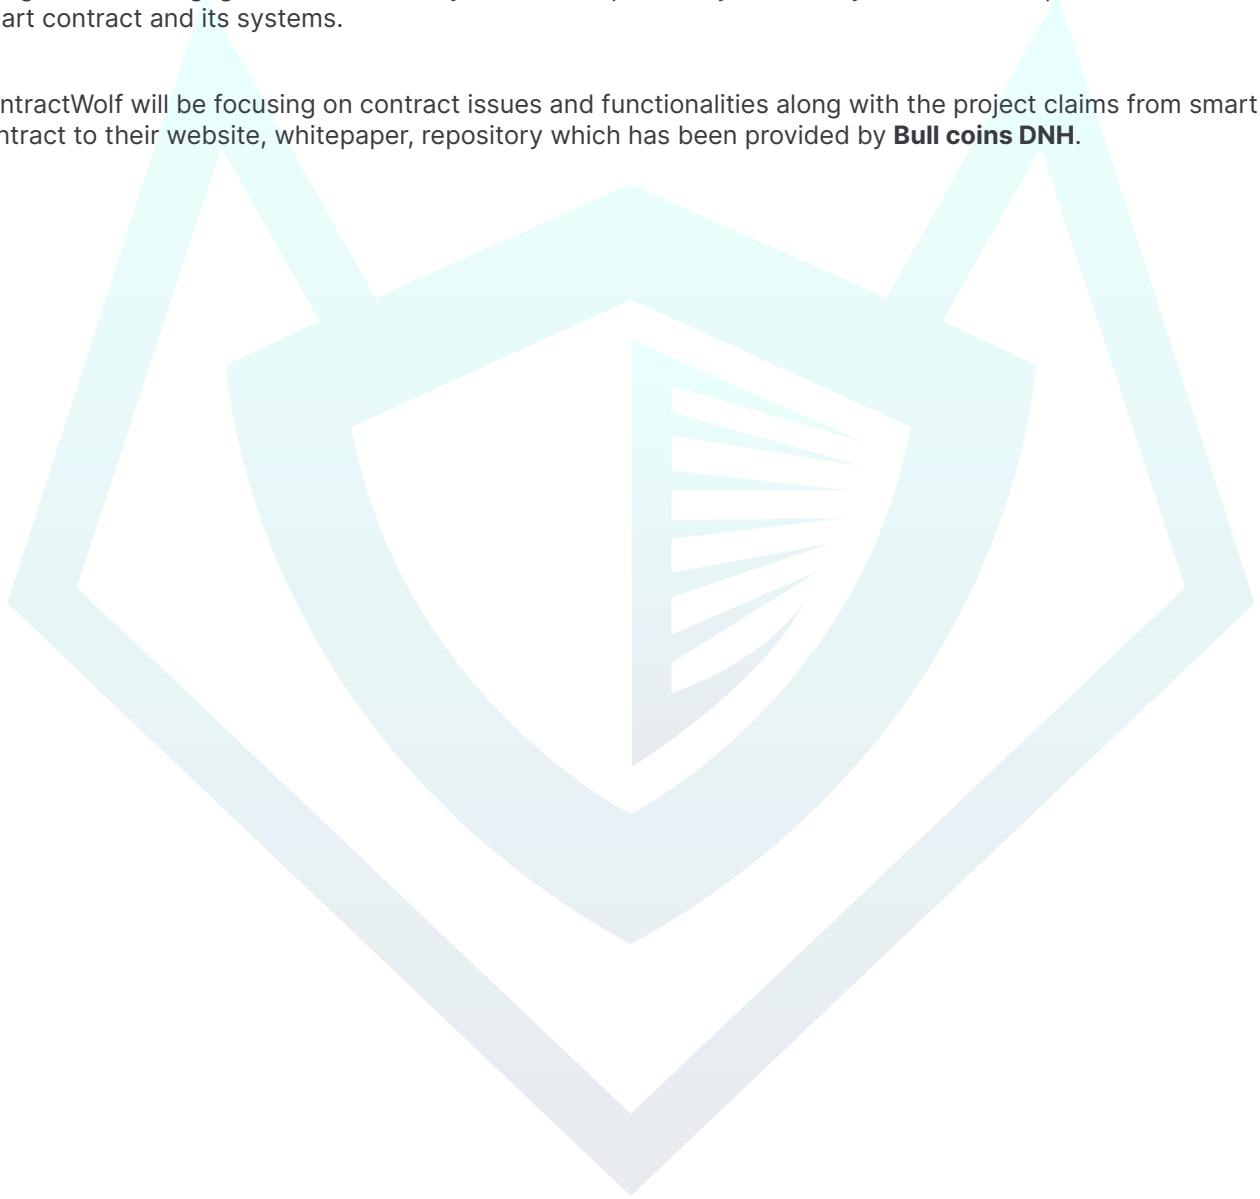 art contract and its systems.
ntractWolf will be focusing on contract issues and functionalities along with the project claims from smart
ntract to their website, whitepaper, repository which has been provided by Bull coins DNH.